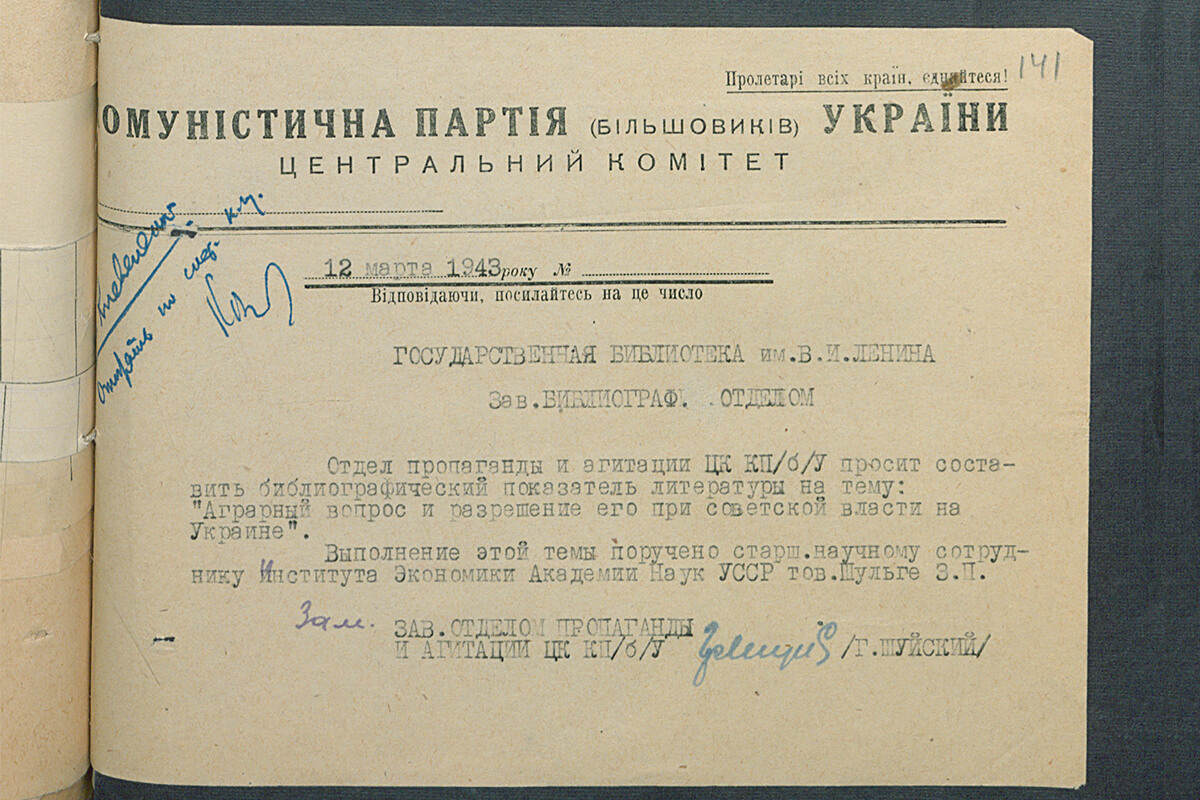 141
Пролетарі всіх країн, єднайтеся!
ОМУНІСТИЧНА ПАРТІЯ (БІЛЬШОВИКІВ) УКРАЇНИ
ЦЕНТРАЛЬНИЙ КОМІТЕТ
12 марта 1943 року №
Відповідаючи, посилайтесь на це число
ГОСУДАРСТВЕННАЯ БИБЛИОТЕКА им.В.И.ЛЕНИНА
Зав.БИБЛИОГРАФ. ОТДЕЛОМ
Отдел пропаганды и агитации ЦК КП/б/У просит соста-
вить библиографический показатель литературы на тему:
"Аграрный вопрос и разрешение его при советской власти на
Украине".
Выполнение этой темы поручено старш.научному сотруд-
нику Института Экономики Академии Наук УССР тов.Шульге З.П.
Зам. ЗАВ.ОТДЕЛОМ ПРОПАГАНДЫ
И АГИТАЦИИ ЦК КП/б/У /Г.ШУЙСКИЙ/